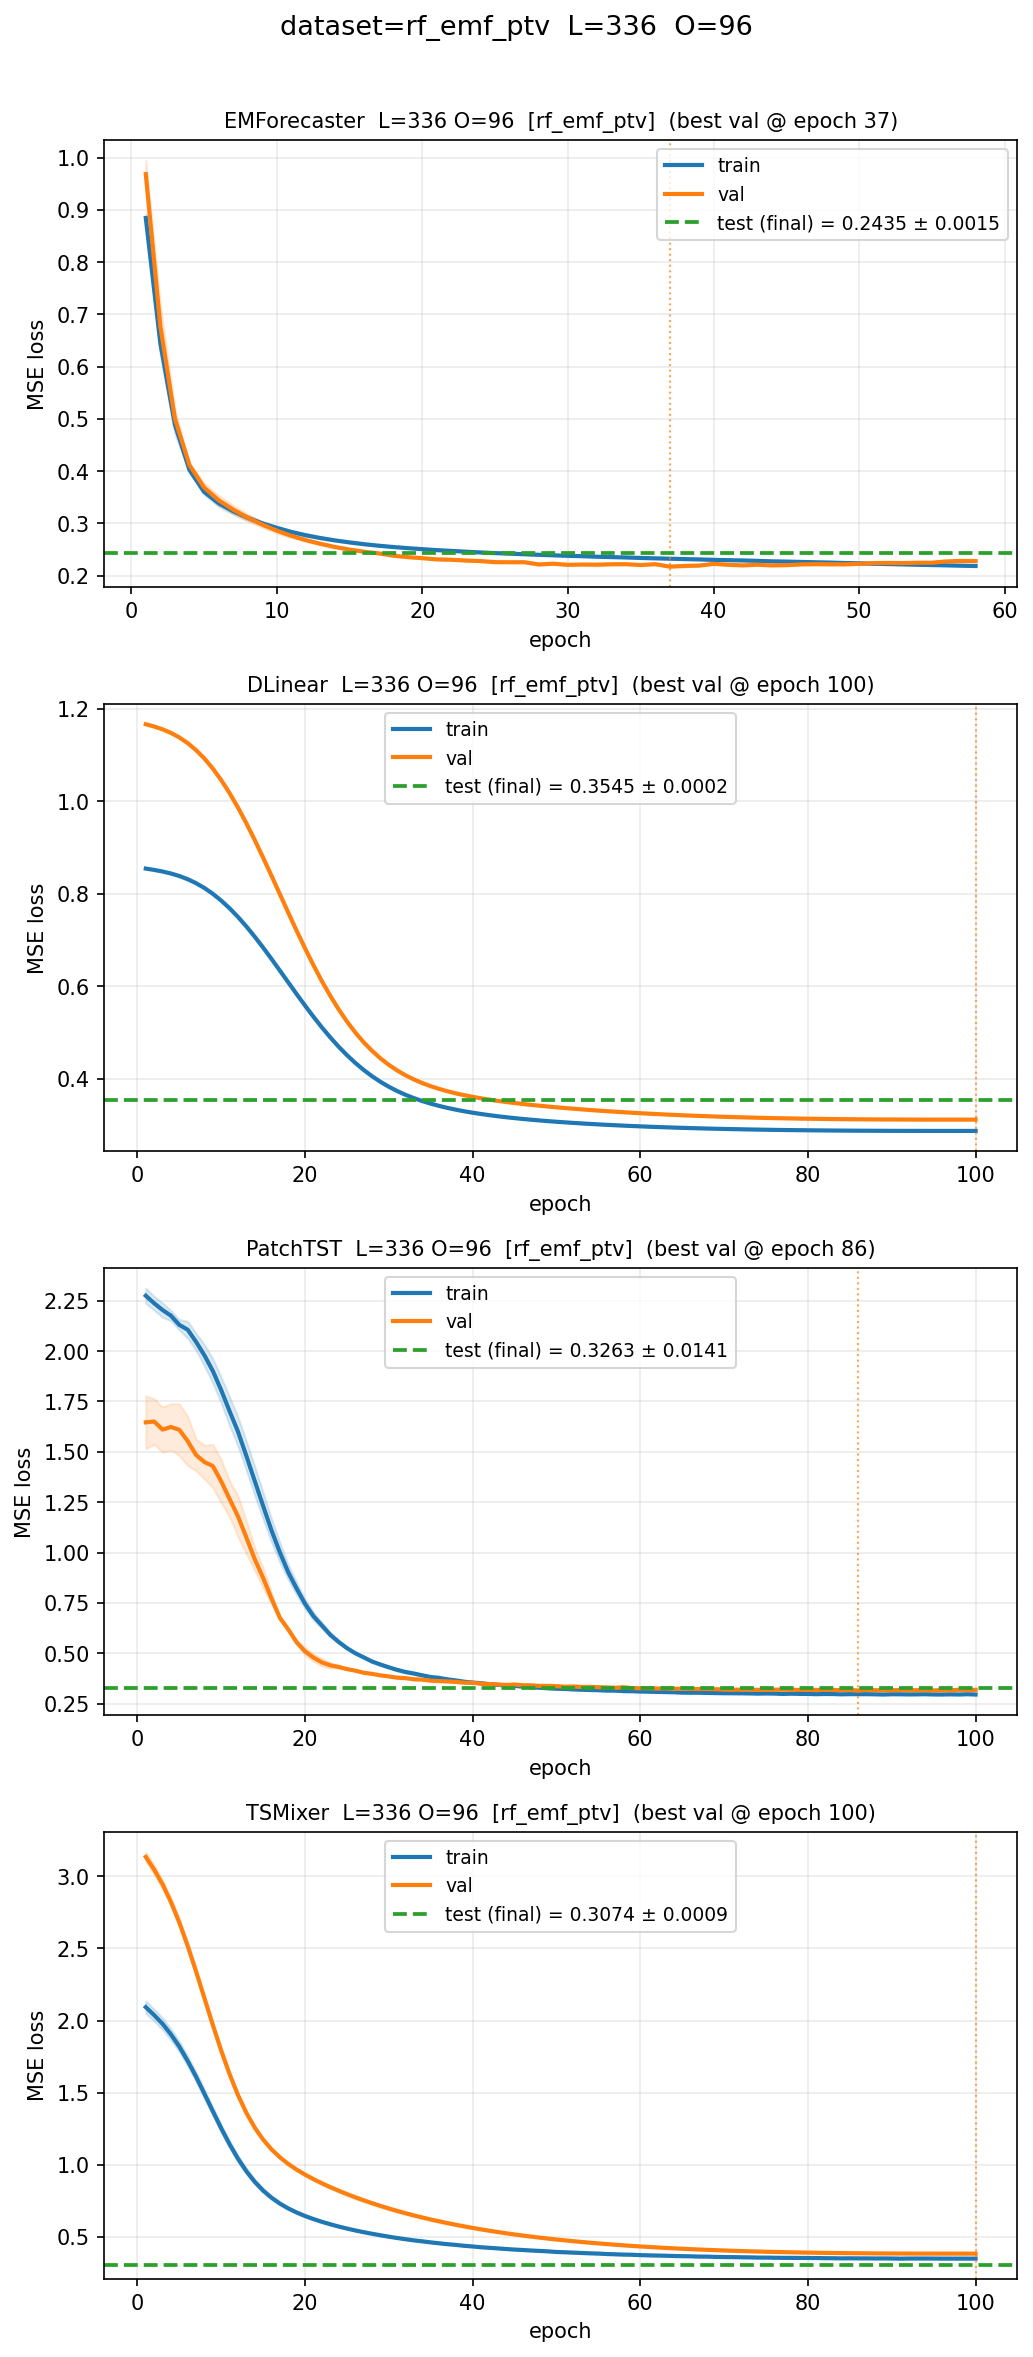 dataset=rf_emf_ptv  L=336  O=96
EMForecaster  L=336 O=96  [rf_emf_ptv]  (best val @ epoch 37)
train
val
test (final) = 0.2435 ± 0.0015
MSE loss
1.0
0.9
0.8
0.7
0.6
0.5
0.4
0.3
0.2
0 10 20 30 40 50 60
epoch
DLinear  L=336 O=96  [rf_emf_ptv]  (best val @ epoch 100)
train
val
test (final) = 0.3545 ± 0.0002
MSE loss
1.2
1.0
0.8
0.6
0.4
0 20 40 60 80 100
epoch
PatchTST  L=336 O=96  [rf_emf_ptv]  (best val @ epoch 86)
train
val
test (final) = 0.3263 ± 0.0141
MSE loss
2.25
2.00
1.75
1.50
1.25
1.00
0.75
0.50
0.25
0 20 40 60 80 100
epoch
TSMixer  L=336 O=96  [rf_emf_ptv]  (best val @ epoch 100)
train
val
test (final) = 0.3074 ± 0.0009
MSE loss
3.0
2.5
2.0
1.5
1.0
0.5
0 20 40 60 80 100
epoch